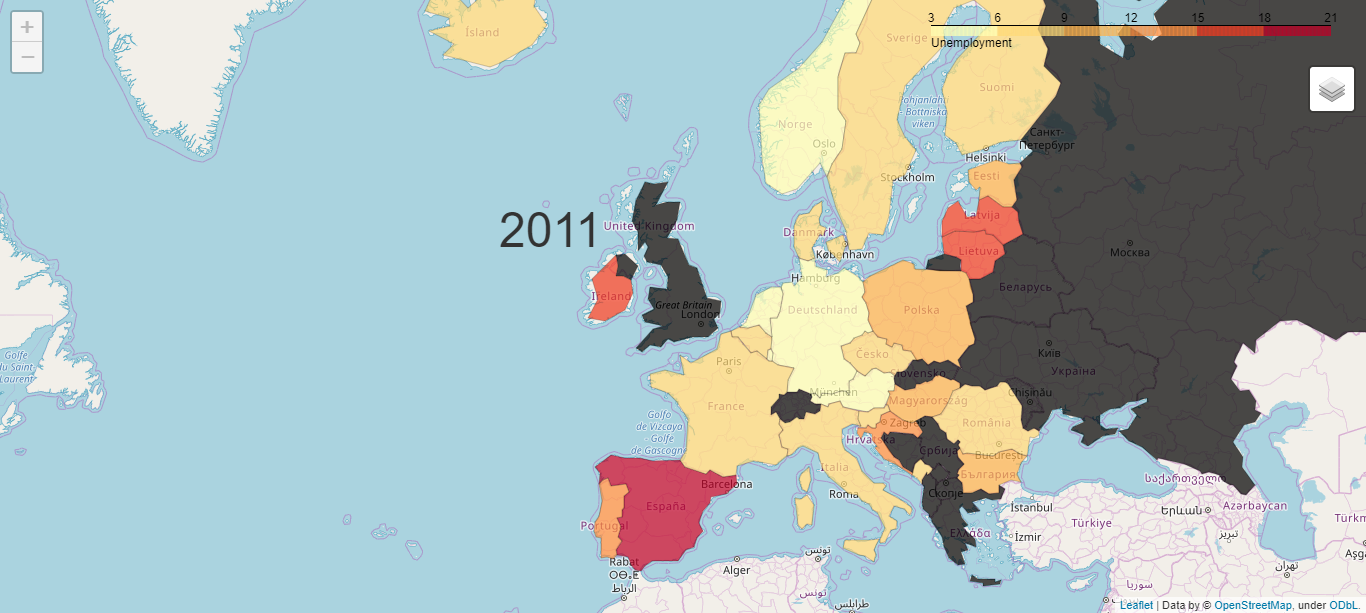 +
−
3 6 9 12 15 18 21
Unemployment
Ísland
Sverige
Suomi
Pohjanlahti
- Bottniska
viken
Norge
Oslo
Helsinki
Санкт-
Петербург
Stockholm
Eesti
2011
United Kingdom
Latvija
Danmark
København
Lietuva
Москва
Hamburg
Беларусь
Ireland
Great Britain
London
Deutschland
Polska
Golfe
du Saint-
Laurent
Paris
Česko
Київ
Україна
Slovensko
München
Chișinău
France
Magyarország
Golfo
de Vizcaya
- Golfe
de Gascogne
Zagreb
România
Hrvatska
Србија
București
Italia
България
Barcelona
Roma
Скопје
საქართველო
España
İstanbul
Երևան
Azərbaycan
Portugal
Ελλάδα
İzmir
Türkiye
تبریز
Rabat
ⵔⴱⴰⵟ
الرباط
Alger
تونس
تونس
طرابلس
سوريا
تهران
Leaflet | Data by © OpenStreetMap, under ODbL.